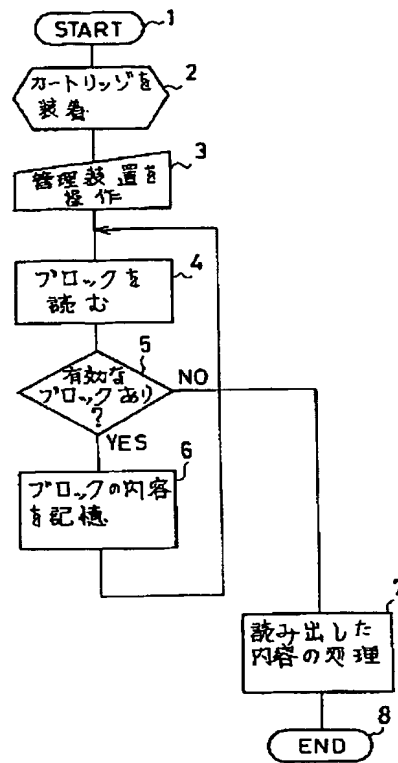 START
1
カートリッジを
装着
2
管理装置を
操作
3
ブロックを
読む
4
有効な
ブロックあり
?
5
NO
YES
ブロックの内容
を記憶
6
読み出した
内容の処理
7
END
8